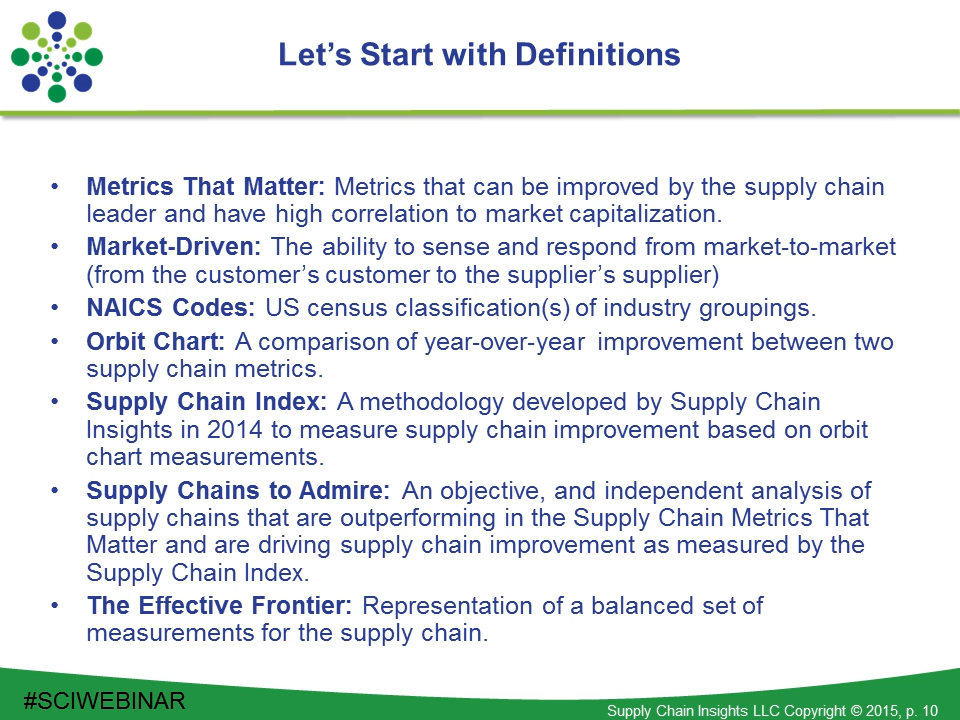 Let's Start with Definitions
• Metrics That Matter: Metrics that can be improved by the supply chain
leader and have high correlation to market capitalization.
• Market-Driven: The ability to sense and respond from market-to-market
(from the customer's customer to the supplier's supplier)
• NAICS Codes: US census classification(s) of industry groupings.
• Orbit Chart: A comparison of year-over-year improvement between two
supply chain metrics.
• Supply Chain Index: A methodology developed by Supply Chain
Insights in 2014 to measure supply chain improvement based on orbit
chart measurements.
• Supply Chains to Admire: An objective, and independent analysis of
supply chains that are outperforming in the Supply Chain Metrics That
Matter and are driving supply chain improvement as measured by the
Supply Chain Index.
• The Effective Frontier: Representation of a balanced set of
measurements for the supply chain.
#SCIWEBINAR
Supply Chain Insights LLC Copyright © 2015, p. 10